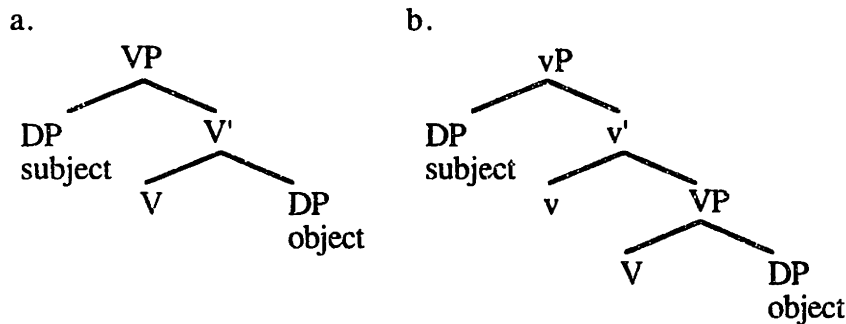 a.
VP
DP
subject
V'
V
DP
object
b.
vP
DP
subject
v'
v
VP
V
DP
object